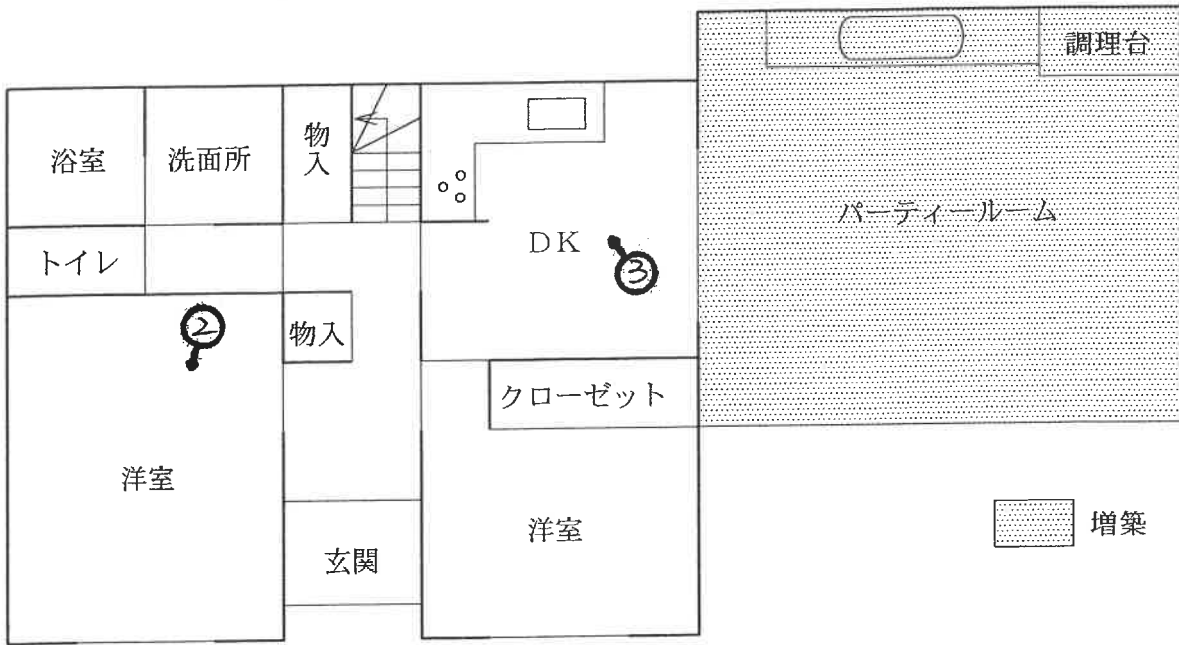 調理台
浴室
洗面所
物入
パーティールーム
DK
トイレ
③
②
物入
クローゼット
洋室
洋室
増築
玄関